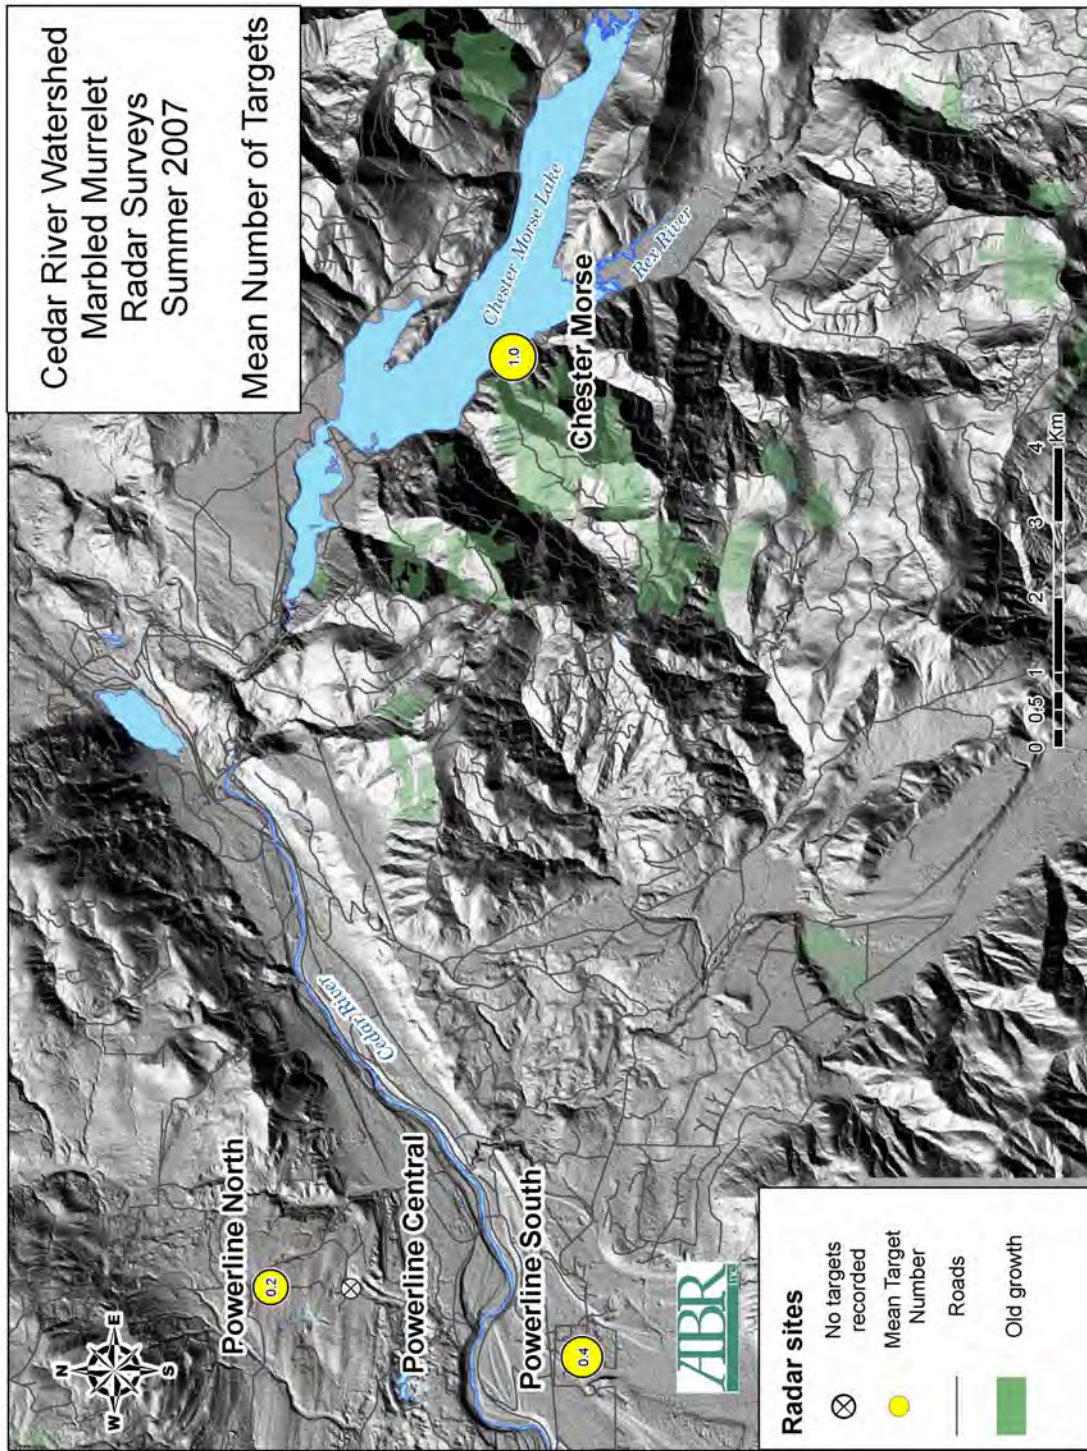 Cedar River Watershed
Marbled Murrelet
Radar Surveys
Summer 2007
Mean Number of Targets
N
W
E
S
Powerline North
0.2
Powerline Central
Powerline South
0.4
Cedar River
Chester Morse Lake
Rex River
1.0
Chester Morse
ABR
inc.
Radar sites
No targets
recorded
Mean Target
Number
Roads
Old growth
0 0.5 1 2 3 4
Km